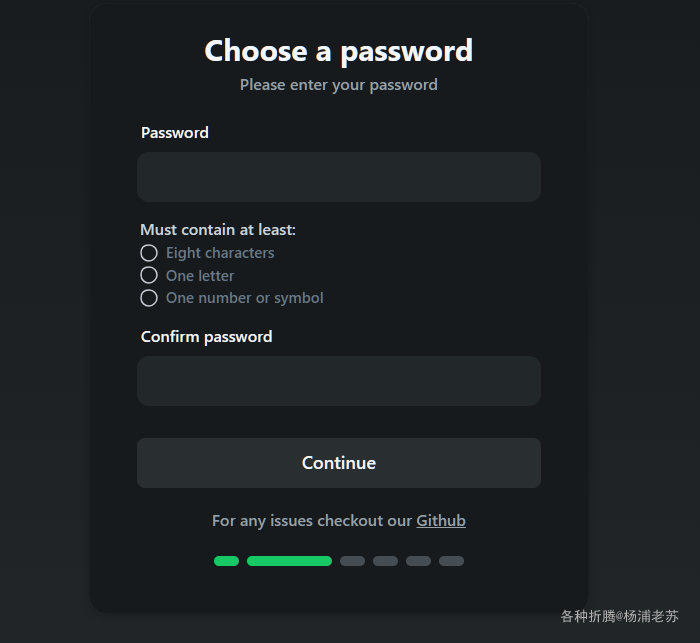 Choose a password
Please enter your password
Password
Must contain at least:
Eight characters
One letter
One number or symbol
Confirm password
Continue
For any issues checkout our Github
各种折腾@杨浦老苏